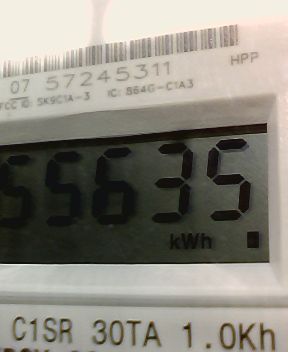 07 57245311
HPP
FCC ID: SK9C1A-3 IC: 864G-C1A3
55635
kWh
C1SR 30TA 1.0Kh